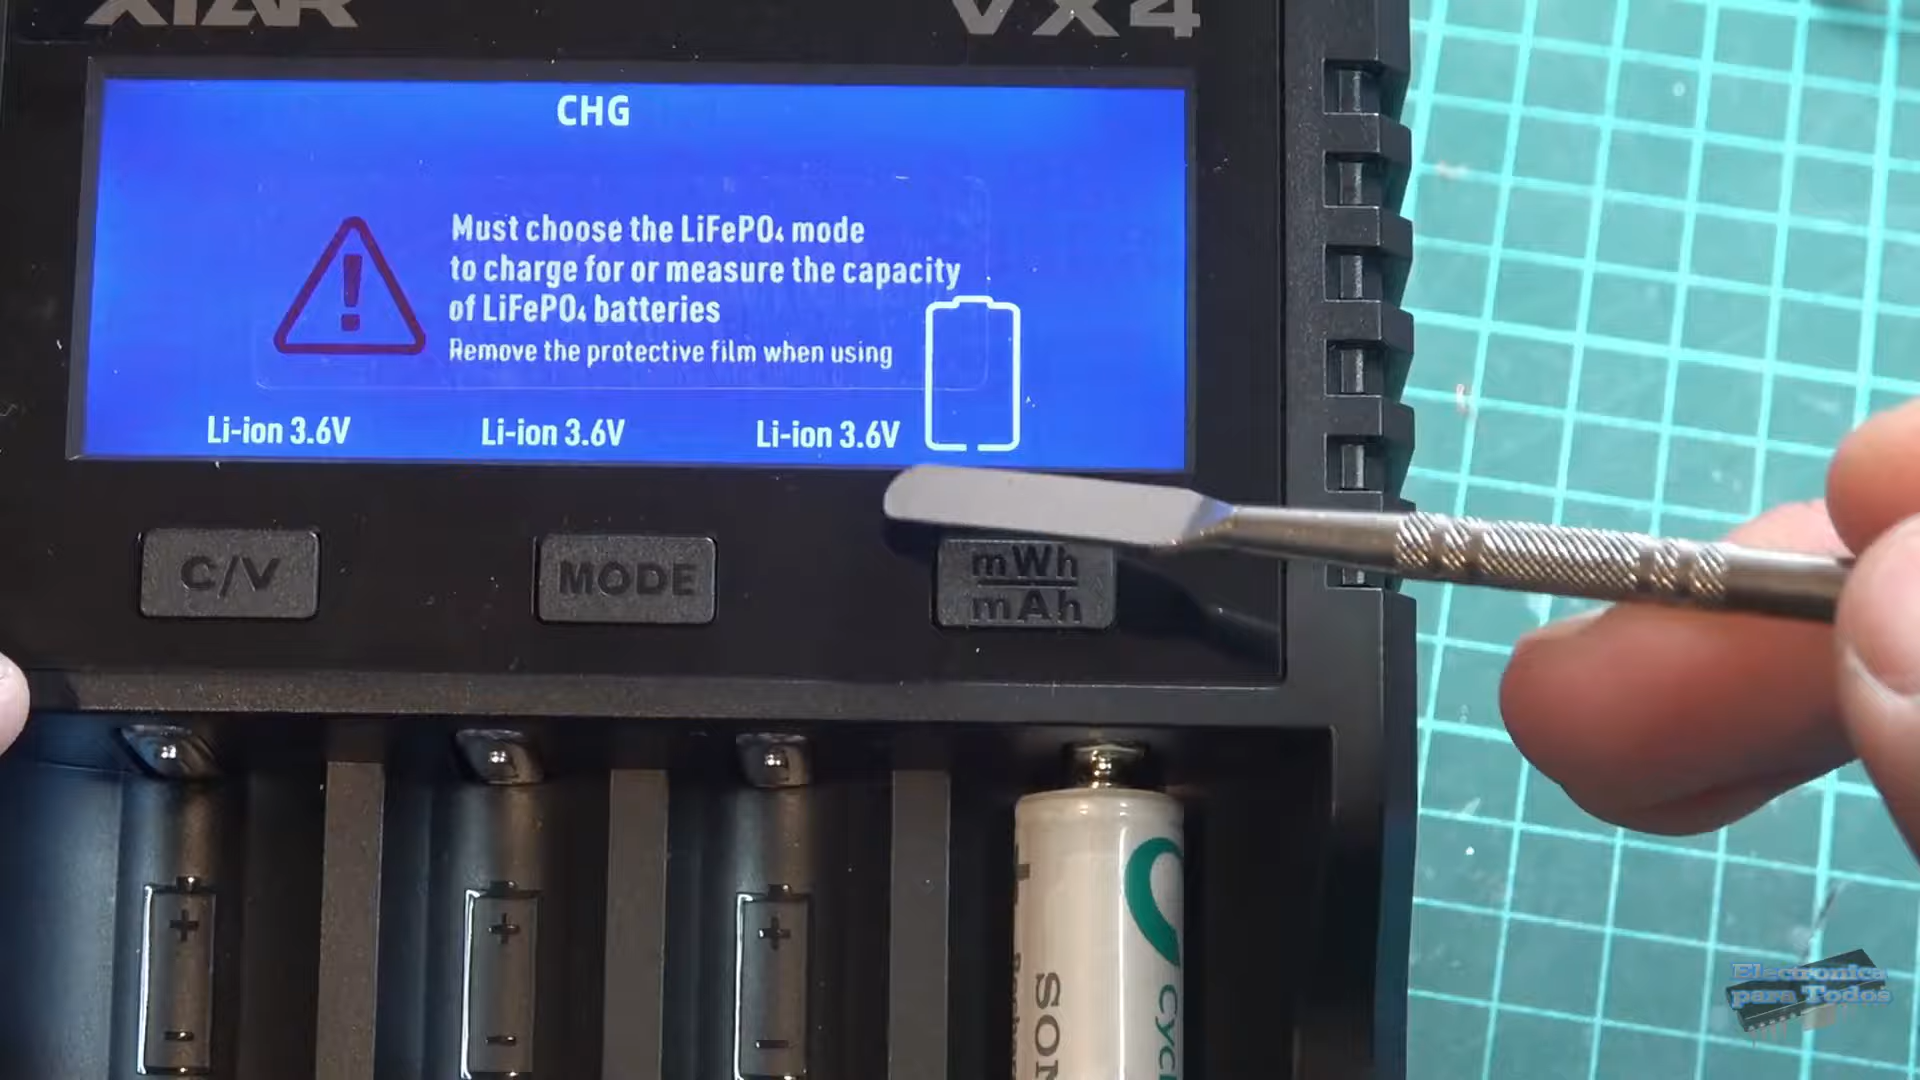 XTAR
VX4
CHG
Must choose the LiFePO₄ mode
to charge for or measure the capacity
of LiFePO₄ batteries
Remove the protective film when using
Li-ion 3.6V
Li-ion 3.6V
Li-ion 3.6V
C/V
MODE
mWh
mAh
+
+
+
-
-
-
SON
Cyc
Electronica
para Todos